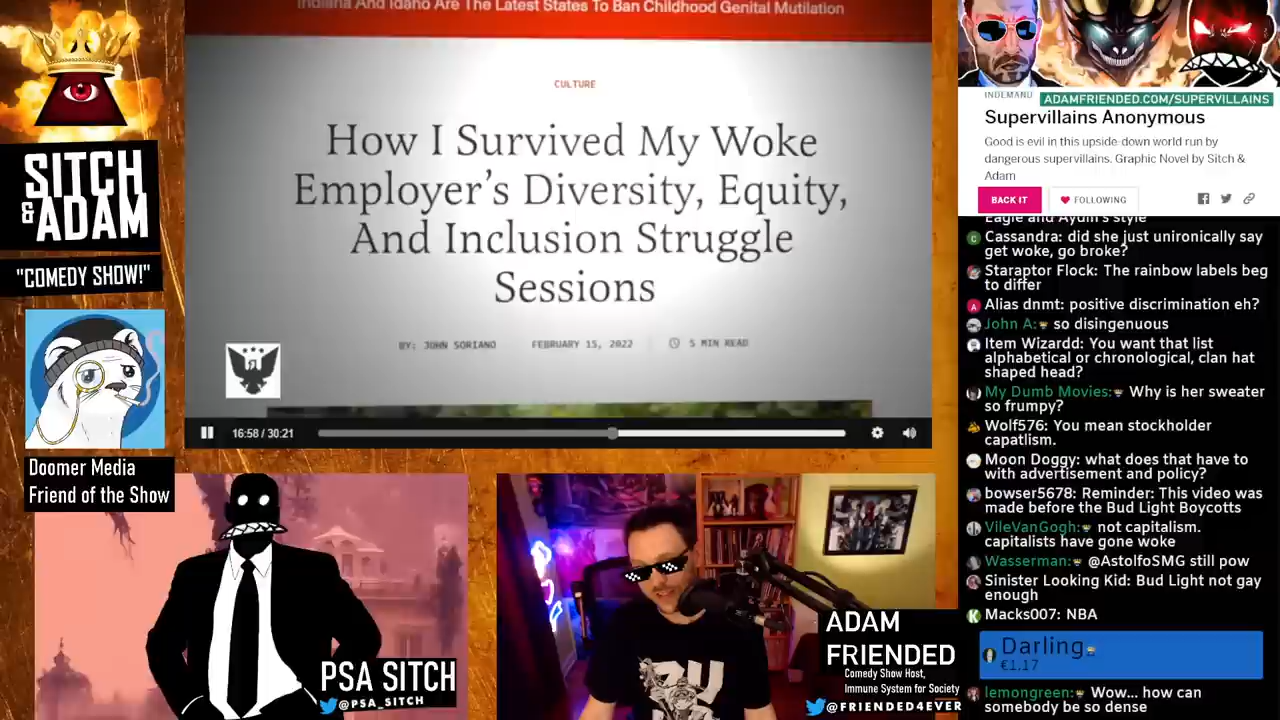 Indiana And Idaho Are The Latest States To Ban Childhood Genital Mutilation
CULTURE
How I Survived My Woke
Employer's Diversity, Equity,
And Inclusion Struggle
Sessions
BY: JOHN SORIANO
FEBRUARY 15, 2022
5 MIN READ
16:58 / 30:21
SITCH
& ADAM
"COMEDY SHOW!"
Doomer Media
Friend of the Show
PSA SITCH
@PSA_SITCH
ADAM
FRIENDED
Comedy Show Host,
Immune System for Society
@FRIENDED4EVER
INDEMAND
ADAMFRIENDED.COM/SUPERVILLAINS
Supervillains Anonymous
Good is evil in this upside-down world run by
dangerous supervillains. Graphic Novel by Sitch &
Adam
BACK IT
FOLLOWING
Eagle and Aydin's style
C
Cassandra: did she just unironically say
get woke, go broke?
Staraptor Flock: The rainbow labels beg
to differ
A
Alias dnmt: positive discrimination eh?
John A: so disingenuous
Item Wizardd: You want that list
alphabetical or chronological, clan hat
shaped head?
My Dumb Movies: Why is her sweater
so frumpy?
Wolf576: You mean stockholder
capatlism.
Moon Doggy: what does that have to
with advertisement and policy?
bowser5678: Reminder: This video was
made before the Bud Light Boycotts
VileVanGogh: not capitalism.
capitalists have gone woke
Wasserman: @AstolfoSMG still pow
Sinister Looking Kid: Bud Light not gay
enough
Macks007: NBA
Darling
€1.17
lemongreen: Wow... how can
somebody be so dense